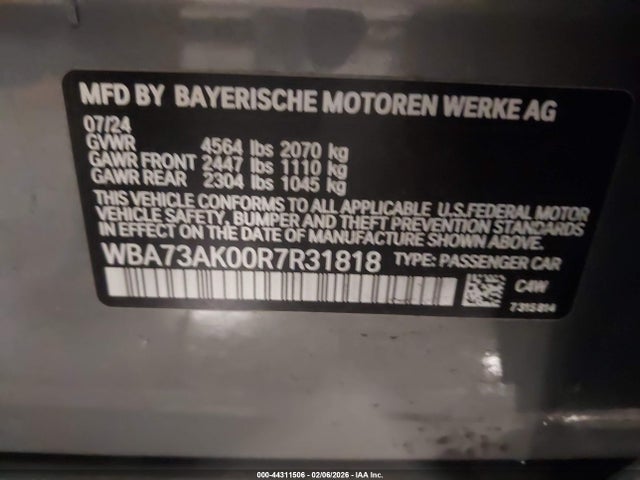 MFD BY BAYERISCHE MOTOREN WERKE AG
07/24
GVWR 4564 lbs 2070 kg
GAWR FRONT 2447 lbs 1110 kg
GAWR REAR 2304 lbs 1045 kg
THIS VEHICLE CONFORMS TO ALL APPLICABLE U.S.FEDERAL MOTOR
VEHICLE SAFETY, BUMPER AND THEFT PREVENTION STANDARDS
IN EFFECT ON THE DATE OF MANUFACTURE SHOWN ABOVE.
WBA73AK00R7R31818 TYPE: PASSENGER CAR
C4W
7315814
000-44311506 - 02/06/2026 - IAA Inc.